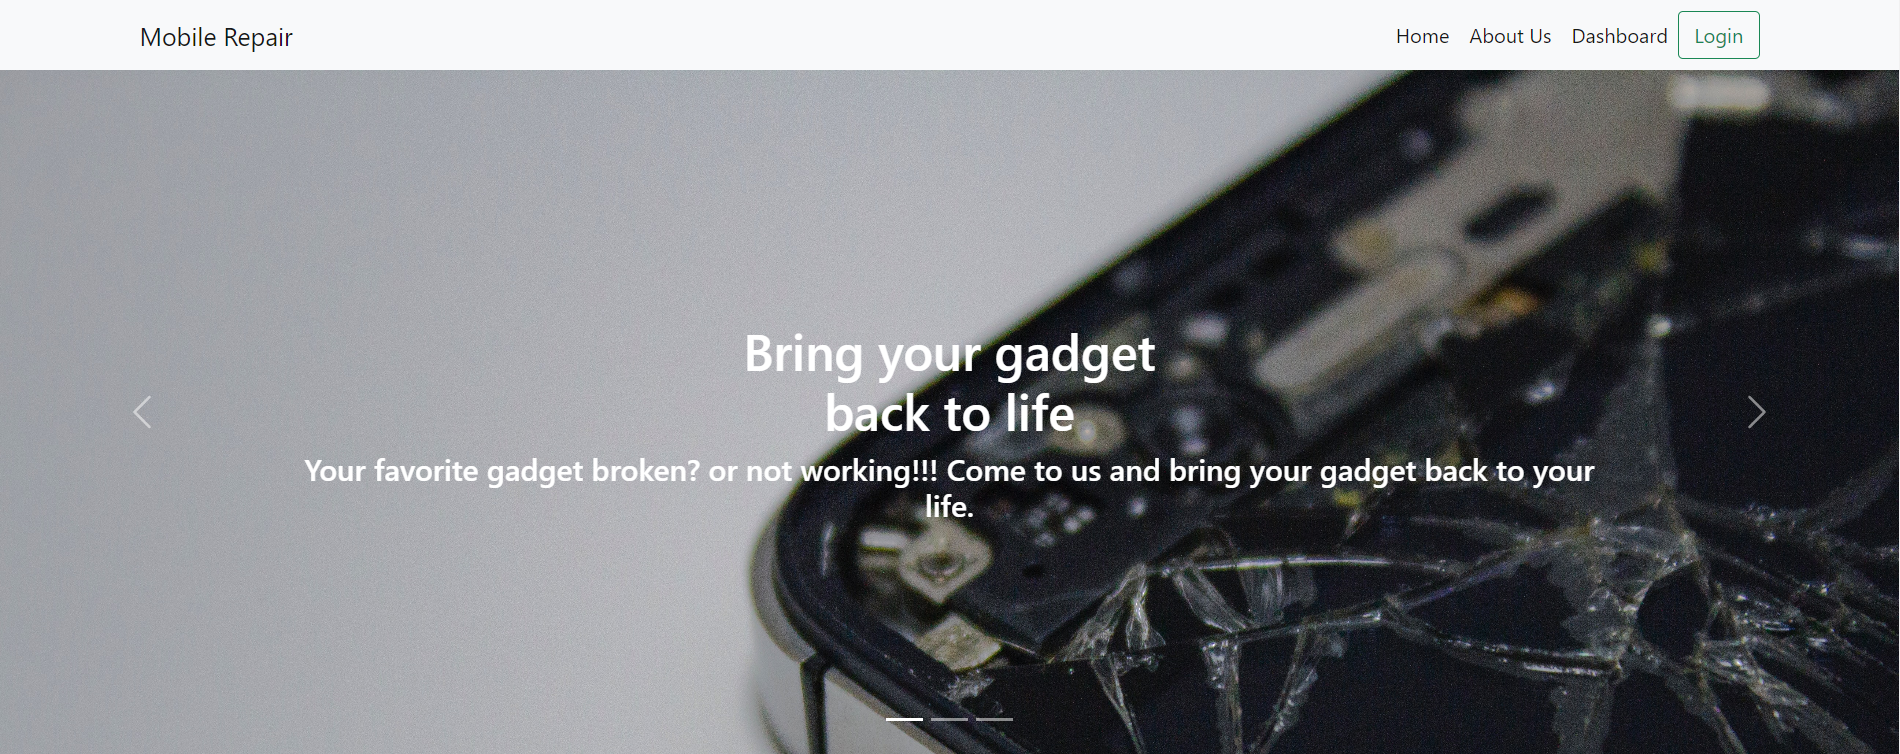 Mobile Repair
Home
About Us
Dashboard
Login
Bring your gadget
back to life
Your favorite gadget broken? or not working!!! Come to us and bring your gadget back to your
life.